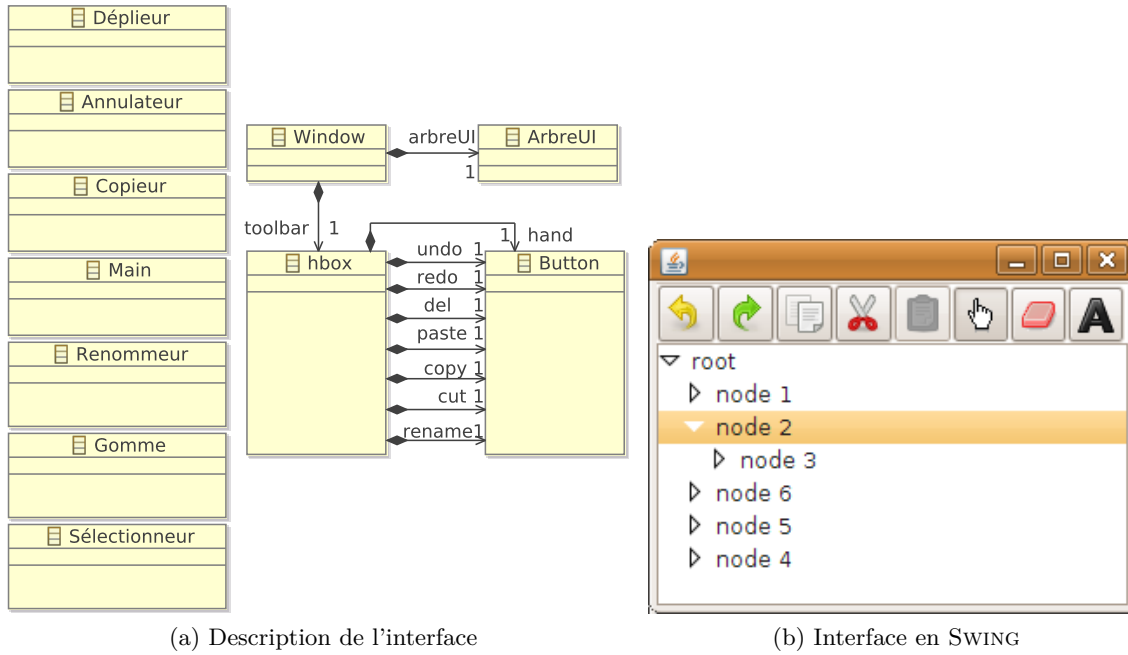 Déplieur
Annulateur
Copieur
Main
Renommeur
Gomme
Sélectionneur
Window
arbreUI
1
ArbreUI
toolbar 1
1 hand
hbox
Button
undo 1
redo 1
del 1
paste 1
copy 1
cut 1
rename1
A
root
node 1
node 2
node 3
node 6
node 5
node 4
(a) Description de l'interface
(b) Interface en SWING